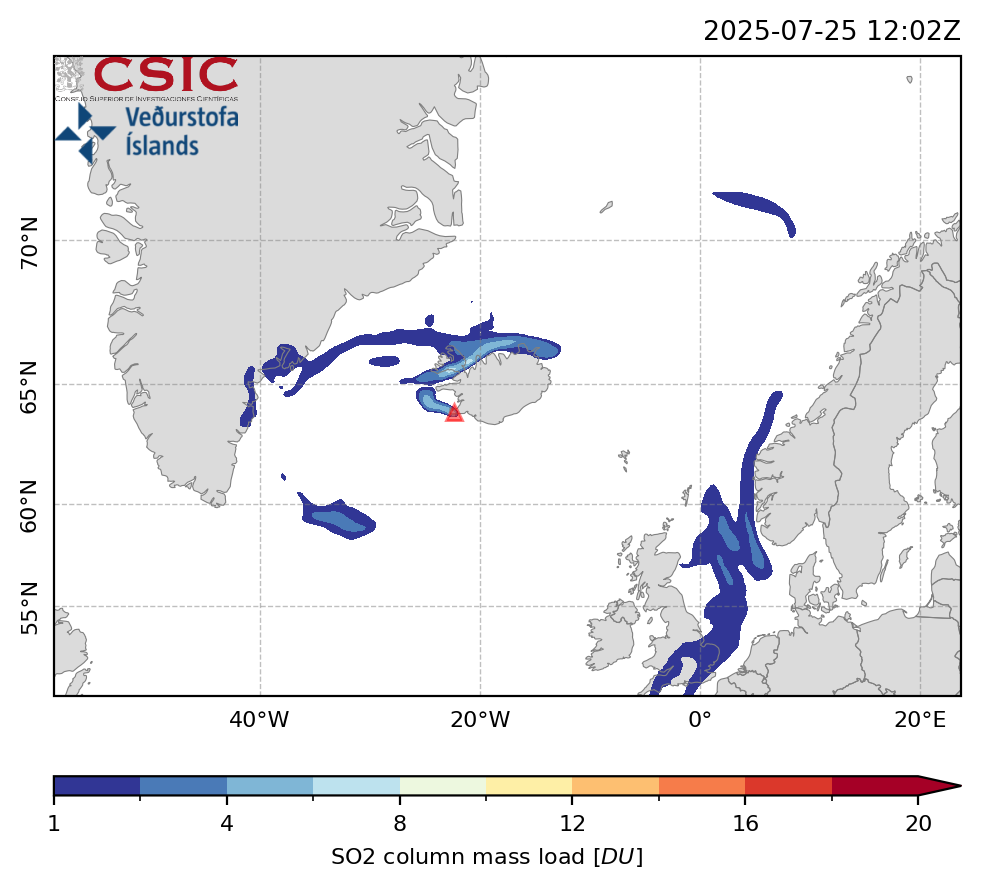 2025-07-25 12:02Z
CSIC
CONSEJO SUPERIOR DE INVESTIGACIONES CIENTÍFICAS
Veðurstofa
Íslands
70°N
65°N
60°N
55°N
40°W 20°W 0° 20°E
1 4 8 12 16 20
SO2 column mass load [DU]